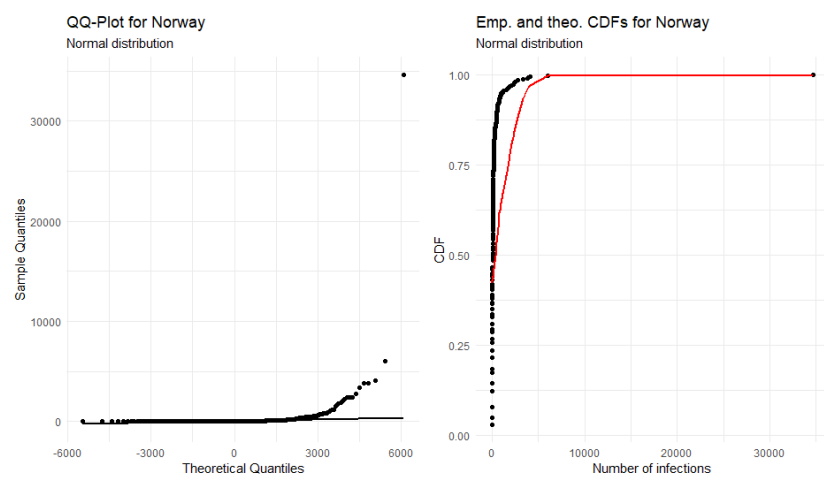 QQ-Plot for Norway
Normal distribution
30000
20000
10000
0
Sample Quantiles
-6000 -3000 0 3000 6000
Theoretical Quantiles
Emp. and theo. CDFs for Norway
Normal distribution
1.00
0.75
0.50
0.25
0.00
CDF
0 10000 20000 30000
Number of infections